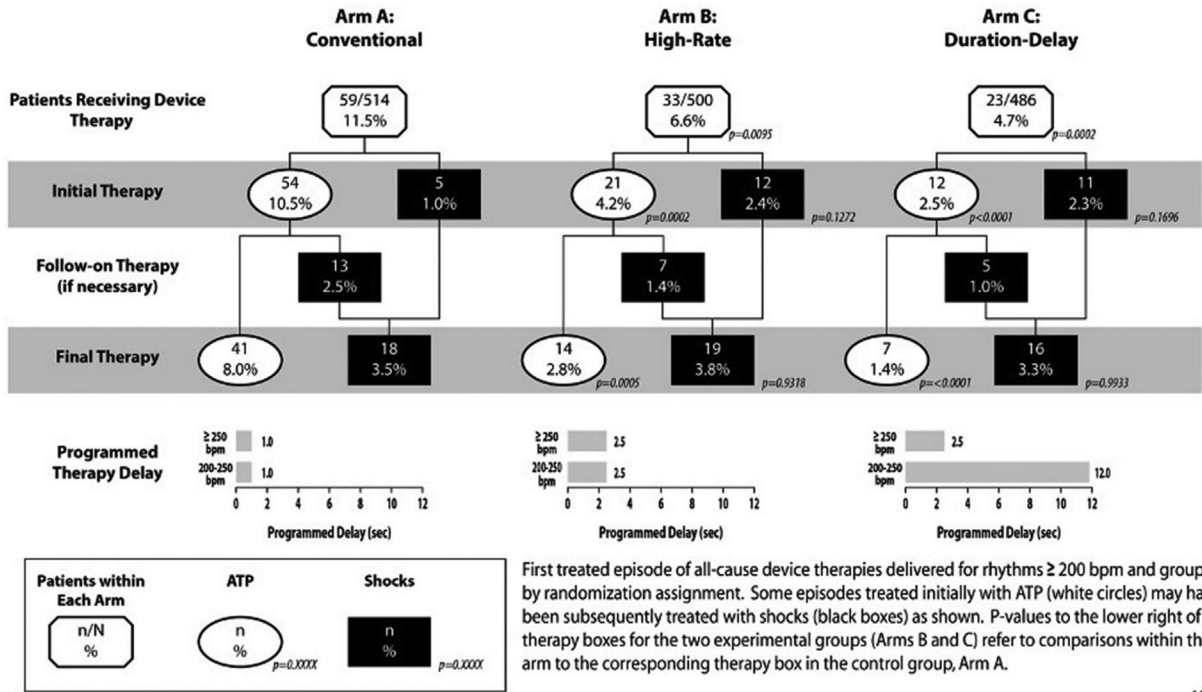 Arm A:
Conventional
Arm B:
High-Rate
Arm C:
Duration-Delay
Patients Receiving Device
Therapy
59/514
11.5%
33/500
6.6%
p=0.0095
23/486
4.7%
p=0.0002
Initial Therapy
54
10.5%
5
1.0%
21
4.2%
p=0.0002
12
2.4%
p=0.1272
12
2.5%
p<0.0001
11
2.3%
p=0.1696
Follow-on Therapy
(if necessary)
13
2.5%
7
1.4%
5
1.0%
Final Therapy
41
8.0%
18
3.5%
14
2.8%
p=0.0005
19
3.8%
p=0.9318
7
1.4%
p=<0.0001
16
3.3%
p=0.9933
Programmed
Therapy Delay
≥ 250
bpm
1.0
200-250
bpm
1.0
0 2 4 6 8 10 12
Programmed Delay (sec)
≥ 250
bpm
2.5
200-250
bpm
2.5
0 2 4 6 8 10 12
Programmed Delay (sec)
≥ 250
bpm
2.5
200-250
bpm
12.0
0 2 4 6 8 10 12
Programmed Delay (sec)
Patients within
Each Arm
n/N
%
ATP
n
%
p=0.XXXX
Shocks
n
%
p=0.XXXX
First treated episode of all-cause device therapies delivered for rhythms ≥ 200 bpm and group
by randomization assignment. Some episodes treated initially with ATP (white circles) may ha
been subsequently treated with shocks (black boxes) as shown. P-values to the lower right of
therapy boxes for the two experimental groups (Arms B and C) refer to comparisons within th
arm to the corresponding therapy box in the control group, Arm A.